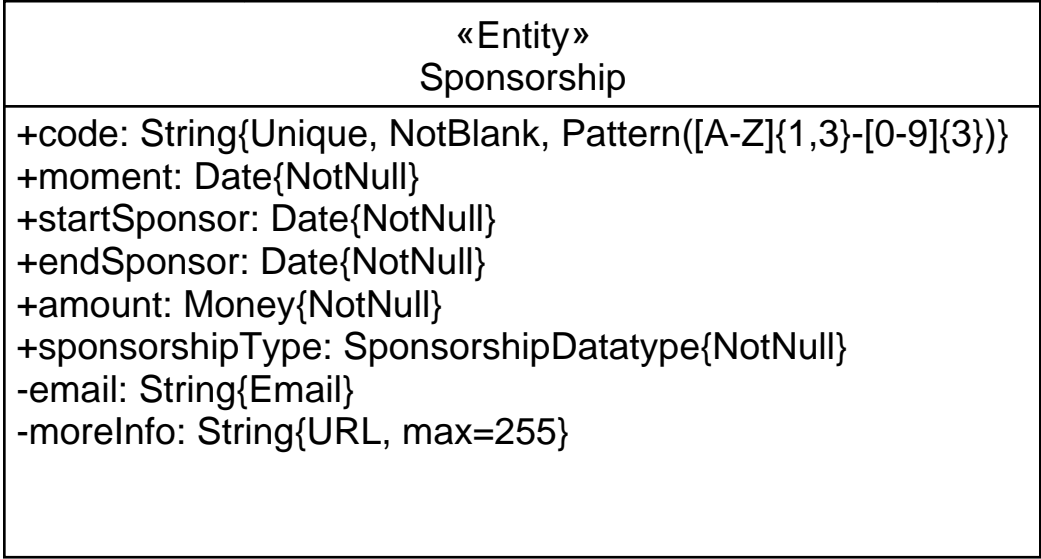 «Entity»
Sponsorship
+code: String{Unique, NotBlank, Pattern([A-Z]{1,3}-[0-9]{3})}
+moment: Date{NotNull}
+startSponsor: Date{NotNull}
+endSponsor: Date{NotNull}
+amount: Money{NotNull}
+sponsorshipType: SponsorshipDatatype{NotNull}
-email: String{Email}
-moreInfo: String{URL, max=255}